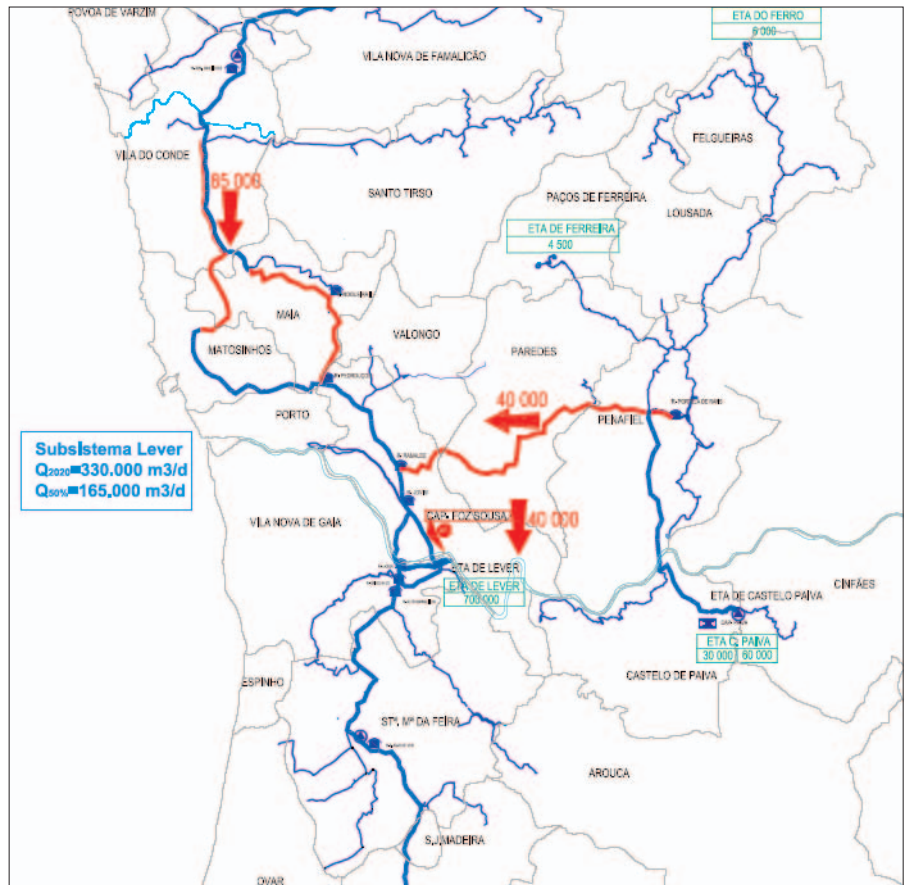 POVOA DE VARZIM
ETA DO FERRO
6 000
VILA NOVA DE FAMALICÃO
FELGUEIRAS
VILA DO CONDE
SANTO TIRSO
PAÇOS DE FERREIRA
LOUSADA
65 000
ETA DE FERREIRA
4 500
MAIA
MATOSINHOS
VALONGO
PAREDES
40 000
PORTO
PENAFIEL
Subsistema Lever
Q2020=330.000 m3/d
Q50%=165.000 m3/d
VILA NOVA DE GAIA
CAP. FOZ SOUSA
40 000
ETA DE LEVER
ETA DE LEVER
700 000
CINFÃES
ETA DE CASTELO PAIVA
ETA C. PAIVA
30 000 60 000
ESPINHO
CASTELO DE PAIVA
STª. Mª DA FEIRA
AROUCA
S.J.MADEIRA
OVAR